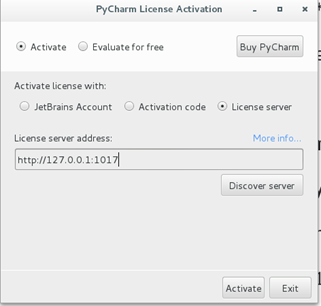 PyCharm License Activation
Activate Evaluate for free Buy PyCharm
Activate license with:
JetBrains Account Activation code License server
License server address: More info...
http://127.0.0.1:1017
Discover server
Activate Exit